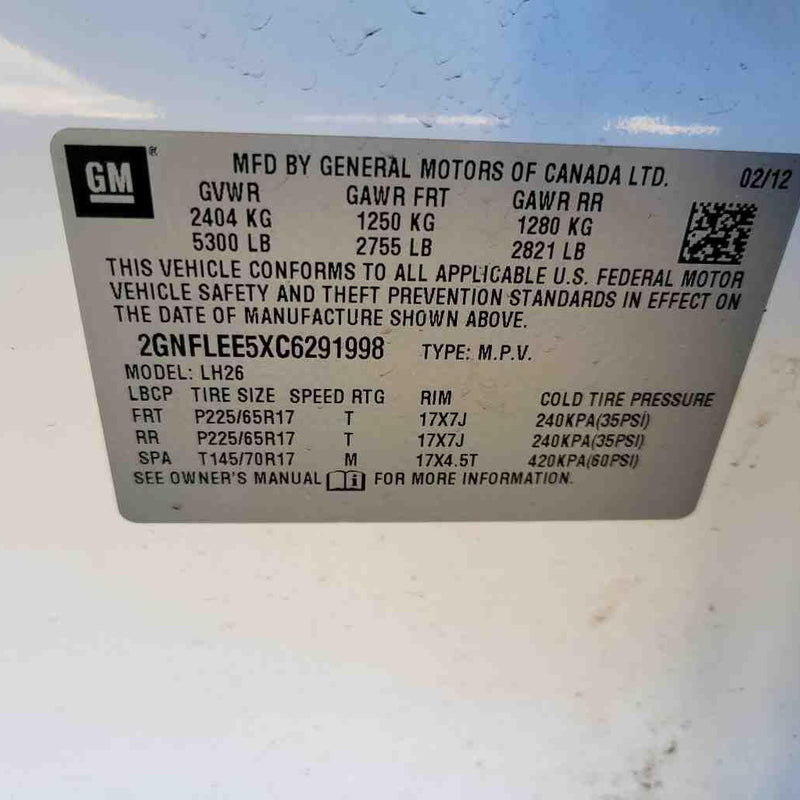 GM® MFD BY GENERAL MOTORS OF CANADA LTD. 02/12
GVWR GAWR FRT GAWR RR
2404 KG 1250 KG 1280 KG
5300 LB 2755 LB 2821 LB
THIS VEHICLE CONFORMS TO ALL APPLICABLE U.S. FEDERAL MOTOR
VEHICLE SAFETY AND THEFT PREVENTION STANDARDS IN EFFECT ON
THE DATE OF MANUFACTURE SHOWN ABOVE.
2GNFLEE5XC6291998 TYPE: M.P.V.
MODEL: LH26
LBCP TIRE SIZE SPEED RTG RIM COLD TIRE PRESSURE
FRT P225/65R17 T 17X7J 240KPA(35PSI)
RR P225/65R17 T 17X7J 240KPA(35PSI)
SPA T145/70R17 M 17X4.5T 420KPA(60PSI)
SEE OWNER'S MANUAL i FOR MORE INFORMATION.